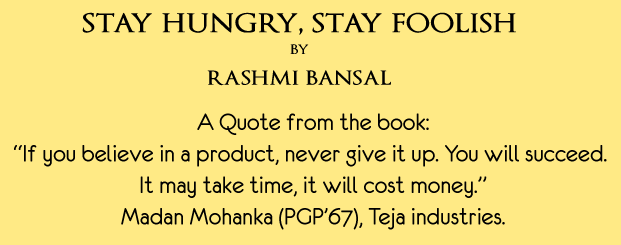 STAY HUNGRY, STAY FOOLISH
BY
RASHMI BANSAL
A Quote from the book:
“If you believe in a product, never give it up. You will succeed.
It may take time, it will cost money.”
Madan Mohanka (PGP’67), Teja industries.